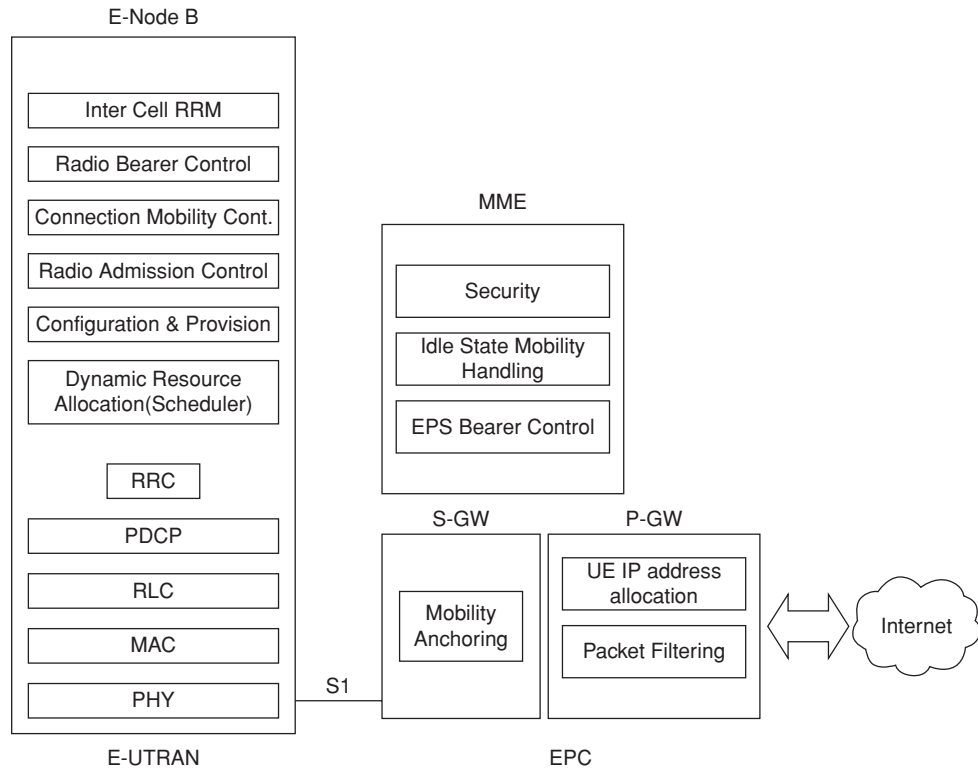 E-Node B
Inter Cell RRM
Radio Bearer Control
Connection Mobility Cont.
Radio Admission Control
Configuration & Provision
Dynamic Resource
Allocation(Scheduler)
RRC
PDCP
RLC
MAC
PHY
E-UTRAN
S1
MME
Security
Idle State Mobility
Handling
EPS Bearer Control
S-GW
Mobility
Anchoring
P-GW
UE IP address
allocation
Packet Filtering
EPC
Internet